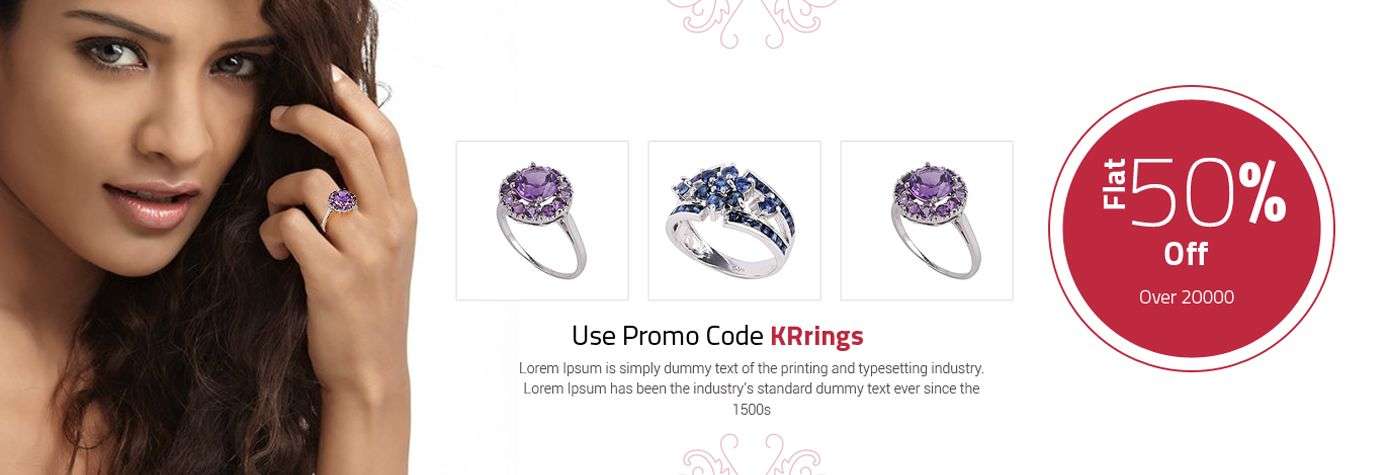 Flat 50%
Off
Over 20000
Use Promo Code KRrings
Lorem Ipsum is simply dummy text of the printing and typesetting industry.
Lorem Ipsum has been the industry's standard dummy text ever since the
1500s